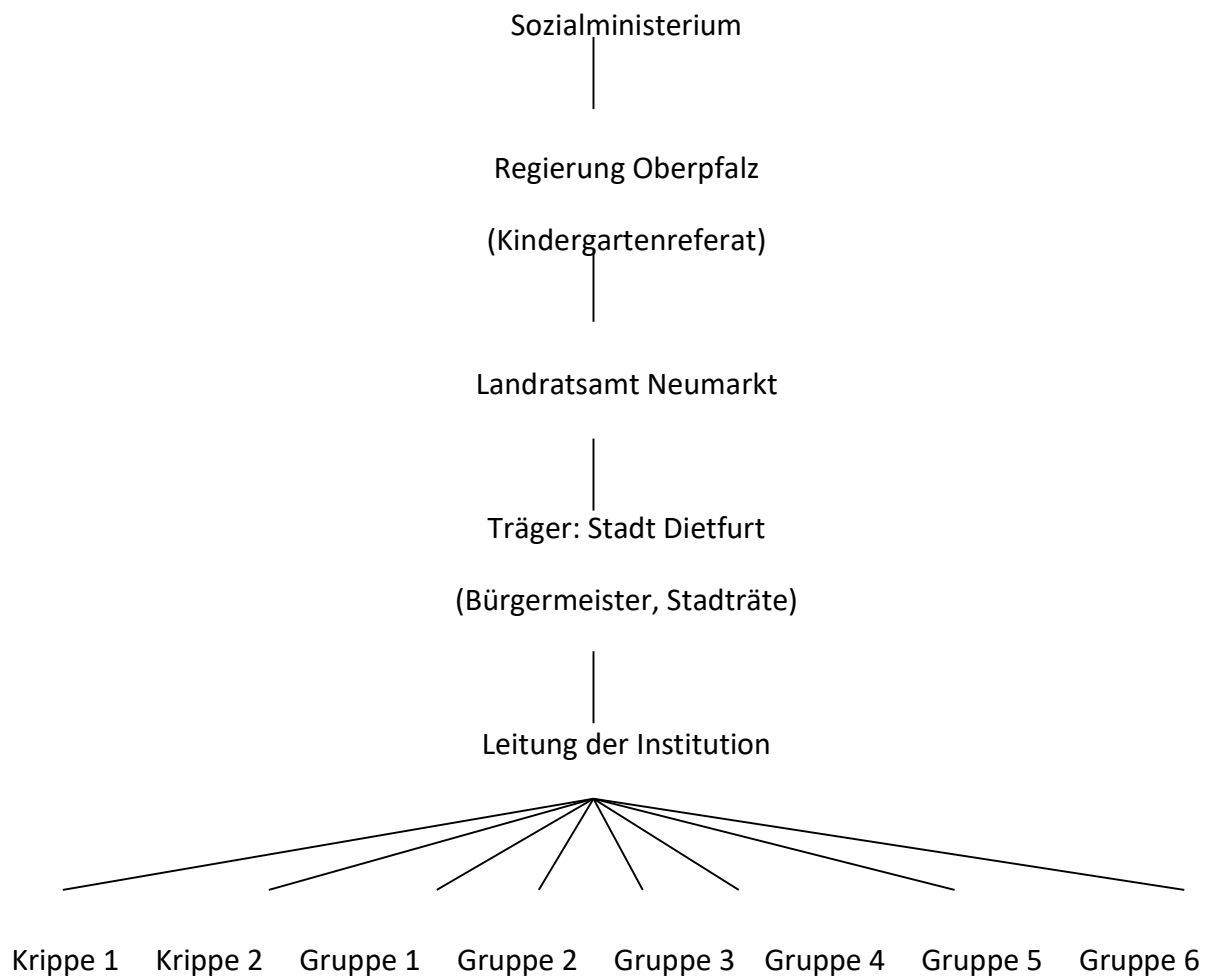 Sozialministerium
Regierung Oberpfalz
(Kindergartenreferat)
Landratsamt Neumarkt
Träger: Stadt Dietfurt
(Bürgermeister, Stadträte)
Leitung der Institution
Krippe 1 Krippe 2 Gruppe 1 Gruppe 2 Gruppe 3 Gruppe 4 Gruppe 5 Gruppe 6